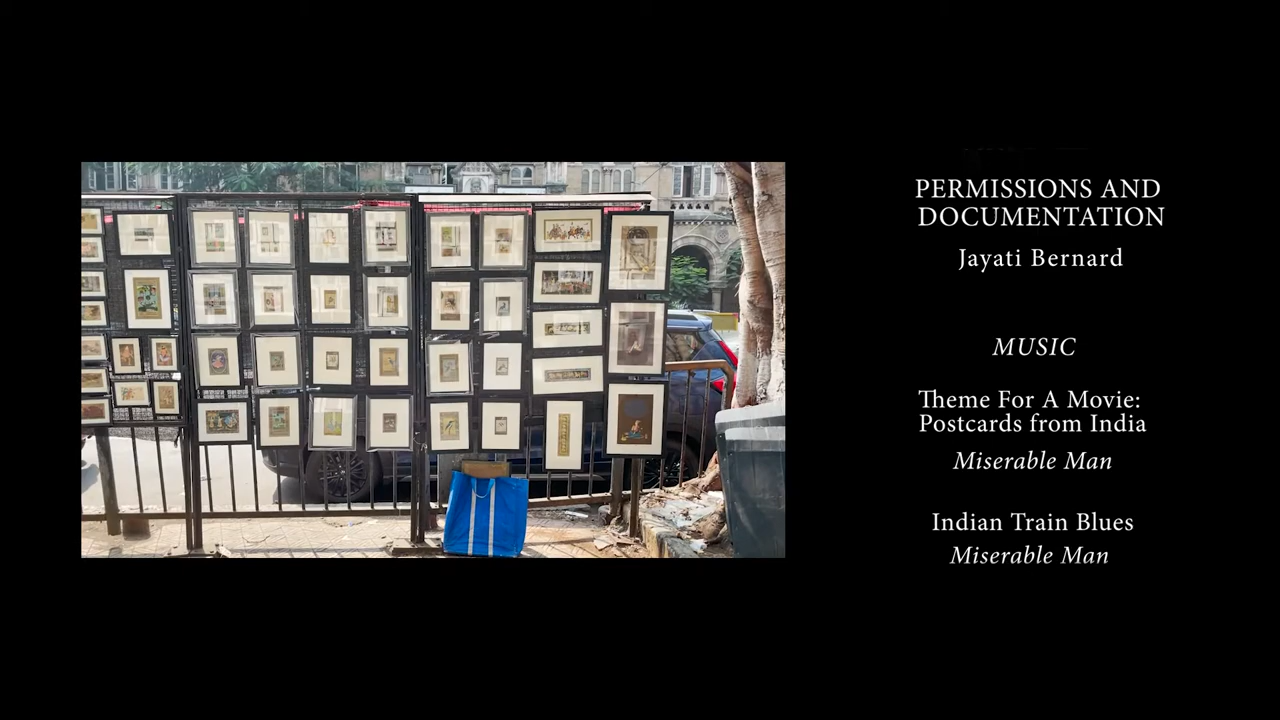 PERMISSIONS AND
DOCUMENTATION
Jayati Bernard
MUSIC
Theme For A Movie:
Postcards from India
Miserable Man
Indian Train Blues
Miserable Man